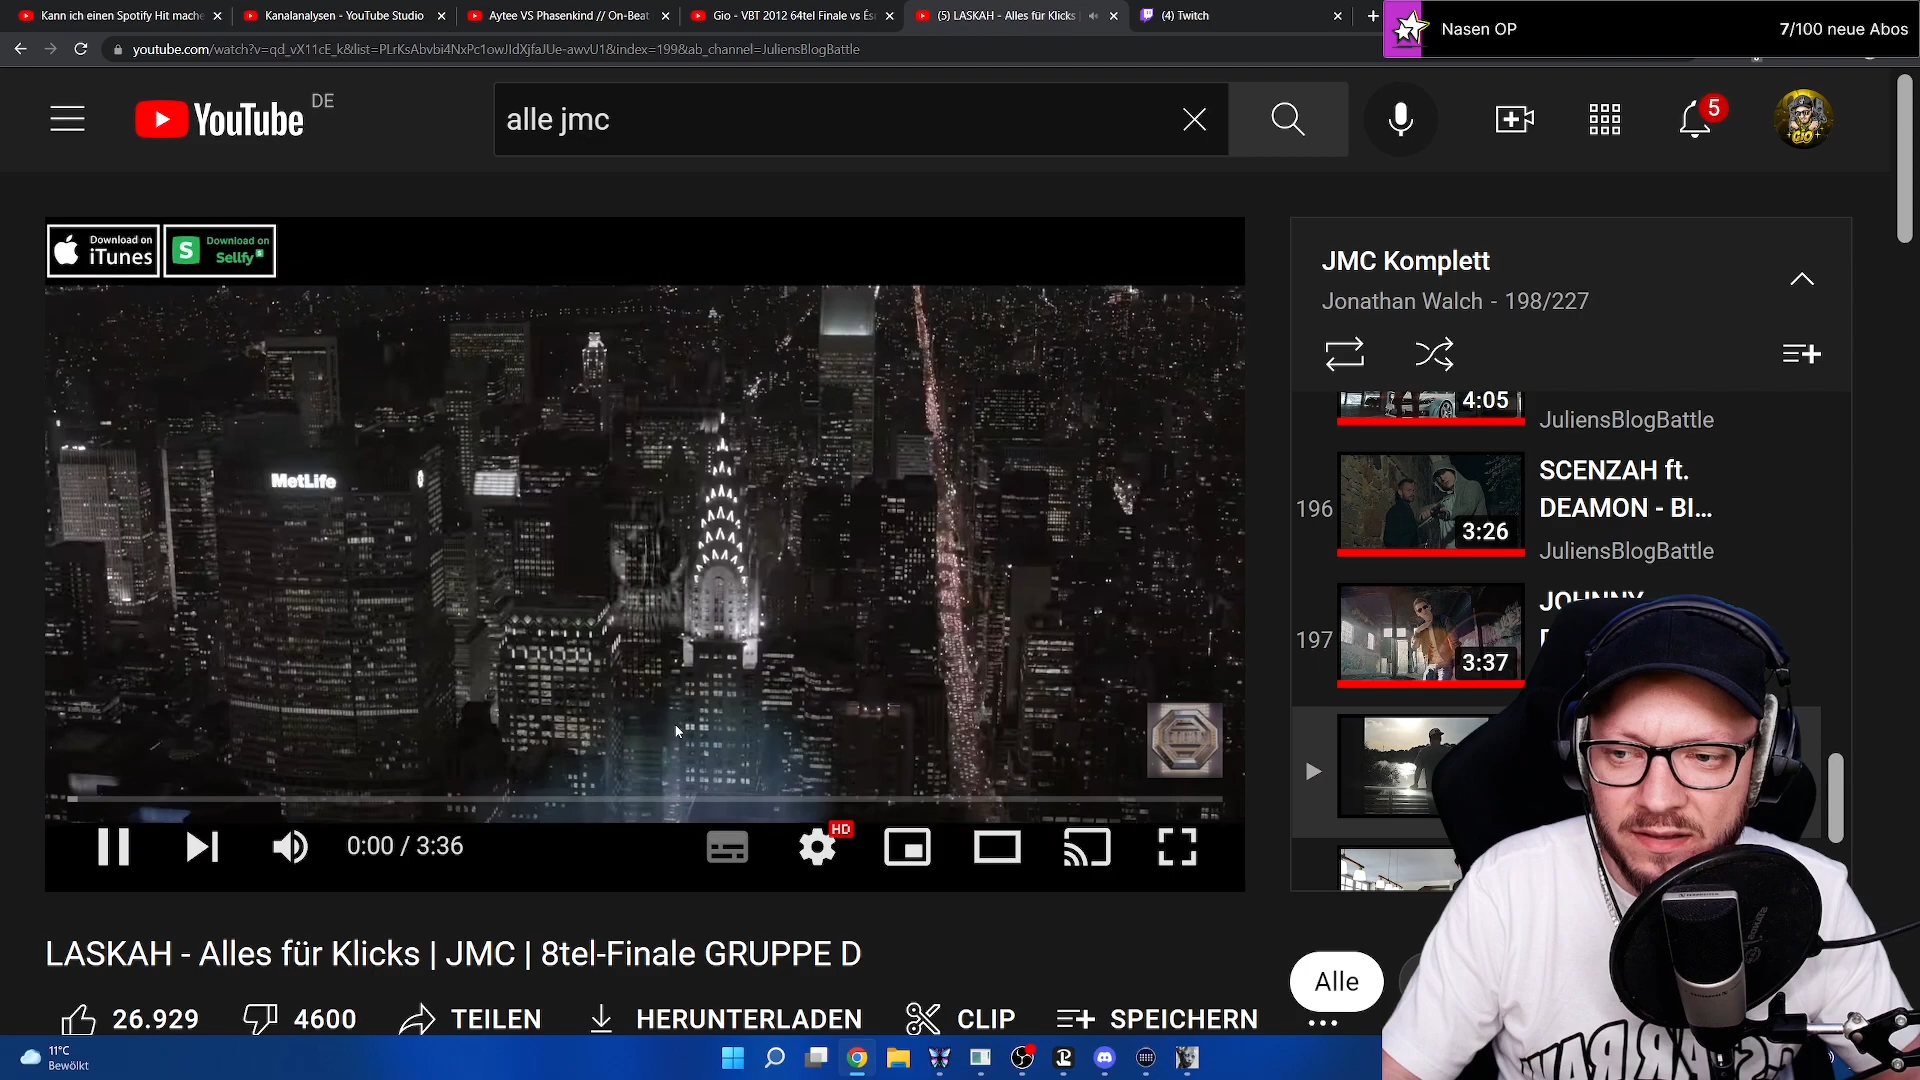 Kann ich einen Spotify Hit mache
Kanalanalysen - YouTube Studio
Aytee VS Phasenkind // On-Beat
Gio - VBT 2012 64tel Finale vs És
(5) LASKAH - Alles für Klicks
(4) Twitch
Nasen OP
7/100 neue Abos
youtube.com/watch?v=qd_vX11cE_k&list=PLrKsAbvbi4NxPc1owJIdXjfaJUe-awvU1&index=199&ab_channel=JuliensBlogBattle
YouTube
DE
alle jmc
5
GIO
Download on
iTunes
Download on
Sellfy
JMC Komplett
Jonathan Walch - 198/227
4:05
JuliensBlogBattle
196
3:26
SCENZAH ft.
DEAMON - BI...
JuliensBlogBattle
197
3:37
MetLife
0:00 / 3:36
HD
LASKAH - Alles für Klicks | JMC | 8tel-Finale GRUPPE D
Alle
26.929
4600
TEILEN
HERUNTERLADEN
CLIP
SPEICHERN
11°C
Bewölkt